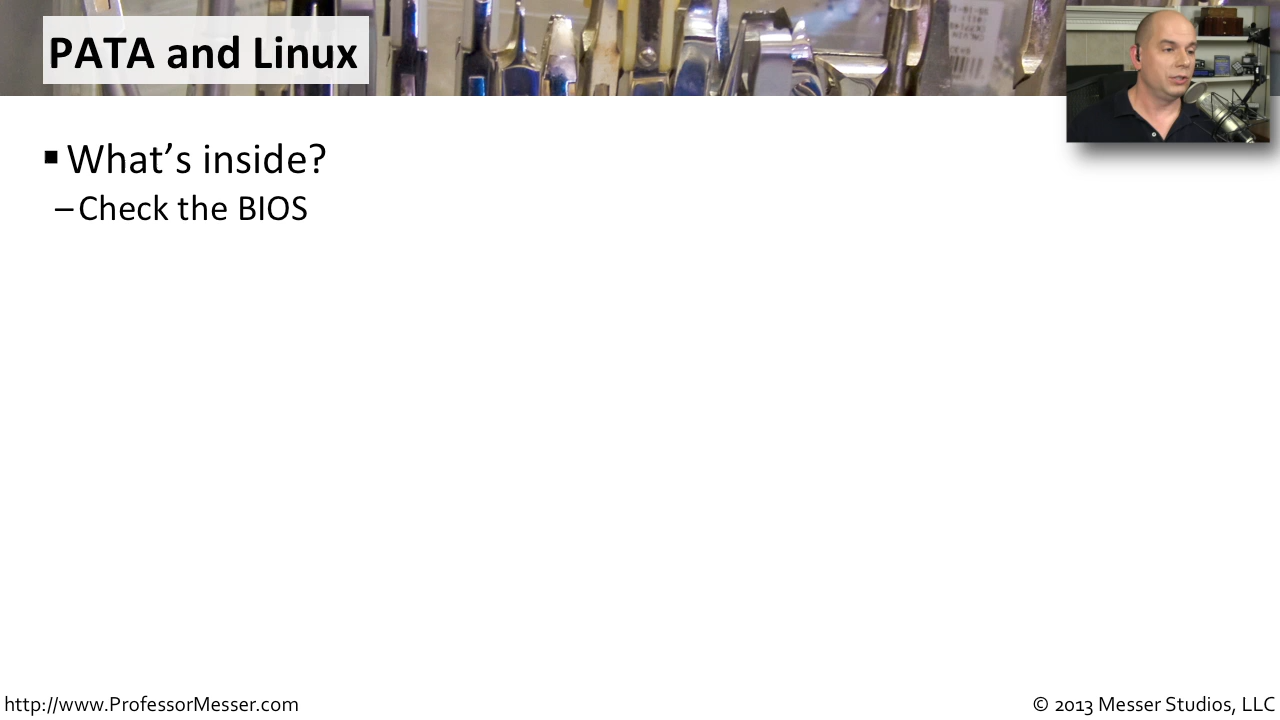 PATA and Linux
▪ What's inside?
– Check the BIOS
http://www.ProfessorMesser.com
© 2013 Messer Studios, LLC